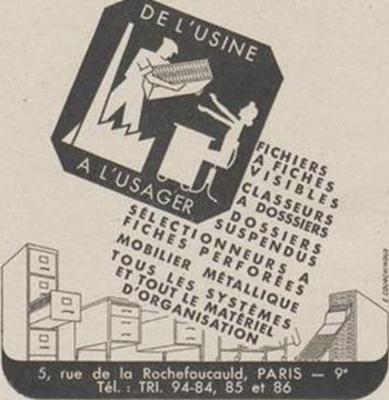 DE L'USINE
A L'USAGER
FICHIERS
A FICHES
VISIBLES
CLASSEURS
A DOSSSIERS
DOSSIERS
SUSPENDUS
SÉLECTIONNEURS A
FICHES PERFORÉES
MOBILIER MÉTALLIQUE
TOUS LES SYSTÈMES
ET TOUT LE MATÉRIEL
D'ORGANISATION
5, rue de la Rochefoucauld, PARIS — 9ᵉ
Tél. : TRI. 94-84, 85 et 86